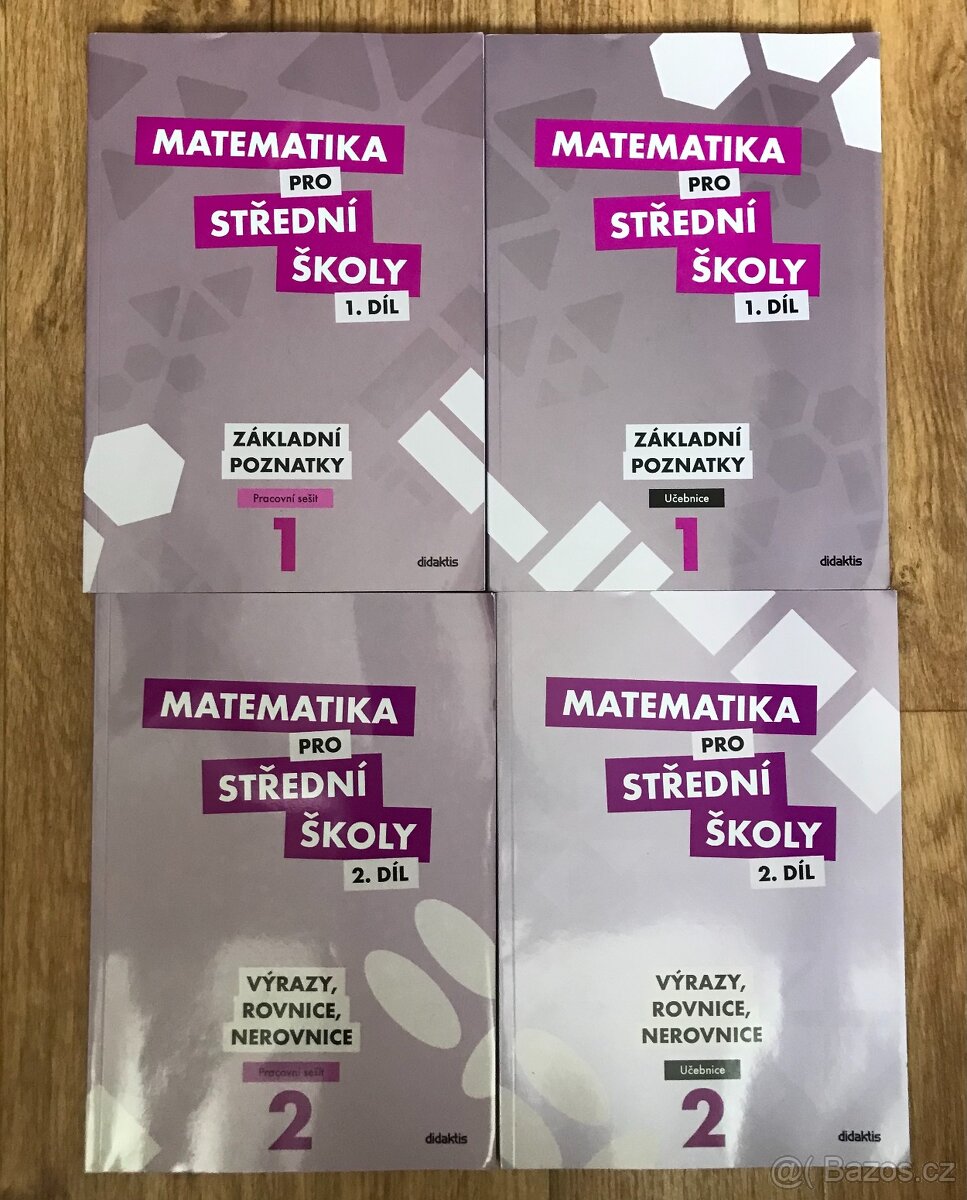 MATEMATIKA
PRO
STŘEDNÍ
ŠKOLY
1. DÍL
ZÁKLADNÍ
POZNATKY
Pracovní sešit
1
didaktis
MATEMATIKA
PRO
STŘEDNÍ
ŠKOLY
1. DÍL
ZÁKLADNÍ
POZNATKY
Učebnice
1
didaktis
MATEMATIKA
PRO
STŘEDNÍ
ŠKOLY
2. DÍL
VÝRAZY,
ROVNICE,
NEROVNICE
Pracovní sešit
2
didaktis
MATEMATIKA
PRO
STŘEDNÍ
ŠKOLY
2. DÍL
VÝRAZY,
ROVNICE,
NEROVNICE
Učebnice
2
didaktis
@( Bazos.cz